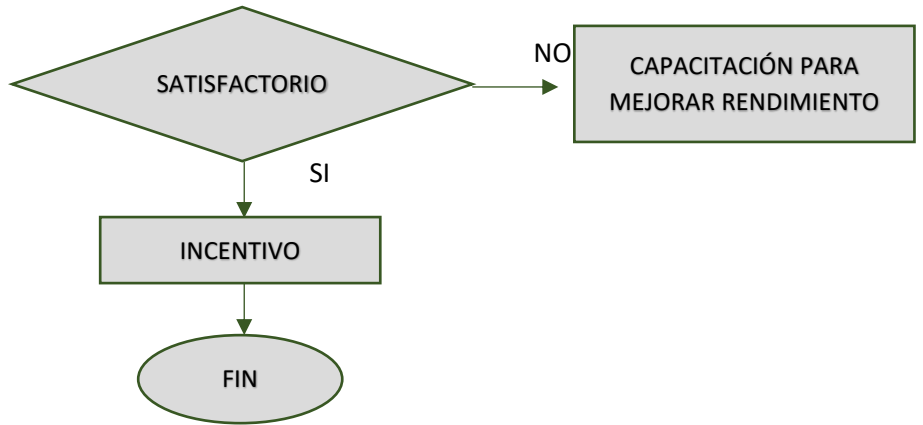 SATISFACTORIO
NO
CAPACITACIÓN PARA
MEJORAR RENDIMIENTO
SI
INCENTIVO
FIN